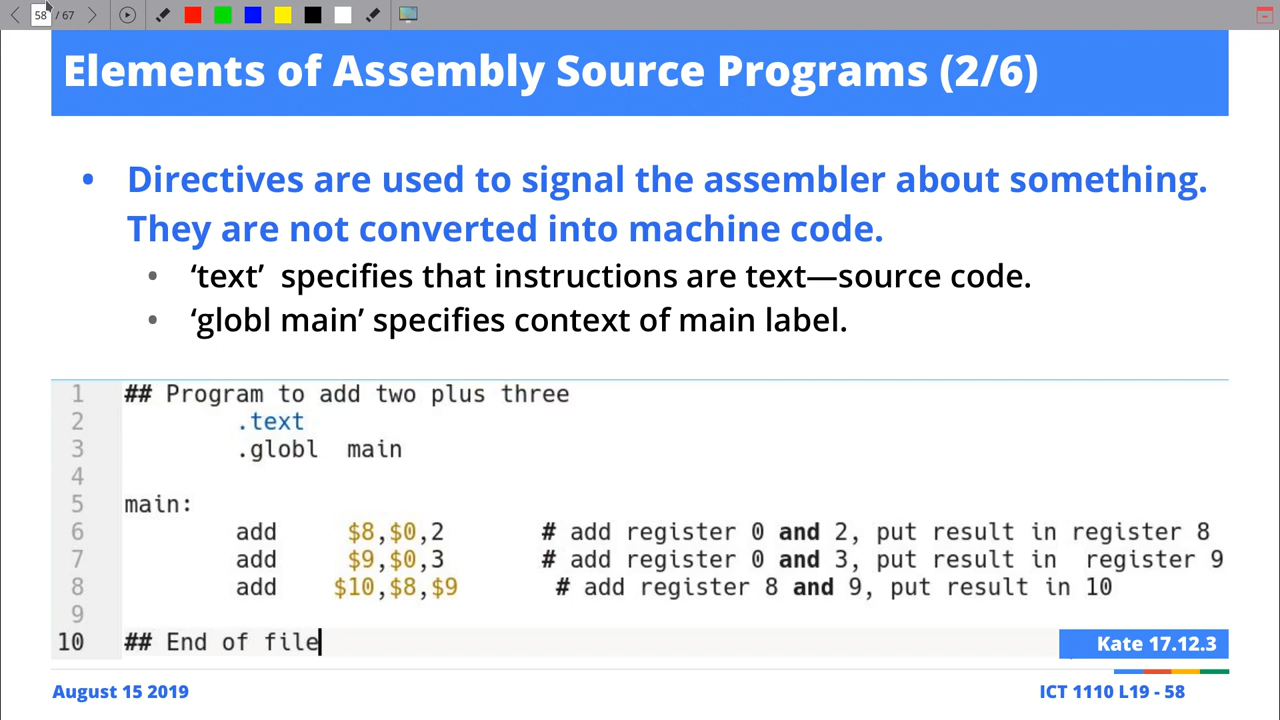 58 / 67
Elements of Assembly Source Programs (2/6)
• Directives are used to signal the assembler about something.
They are not converted into machine code.
• ‘text’  specifies that instructions are text—source code.
• ‘globl main’ specifies context of main label.
1 ## Program to add two plus three
2 .text
3 .globl  main
4
5 main:
6 add $8,$0,2 # add register 0 and 2, put result in register 8
7 add $9,$0,3 # add register 0 and 3, put result in  register 9
8 add $10,$8,$9 # add register 8 and 9, put result in 10
9
10 ## End of file
Kate 17.12.3
August 15 2019
ICT 1110 L19 - 58